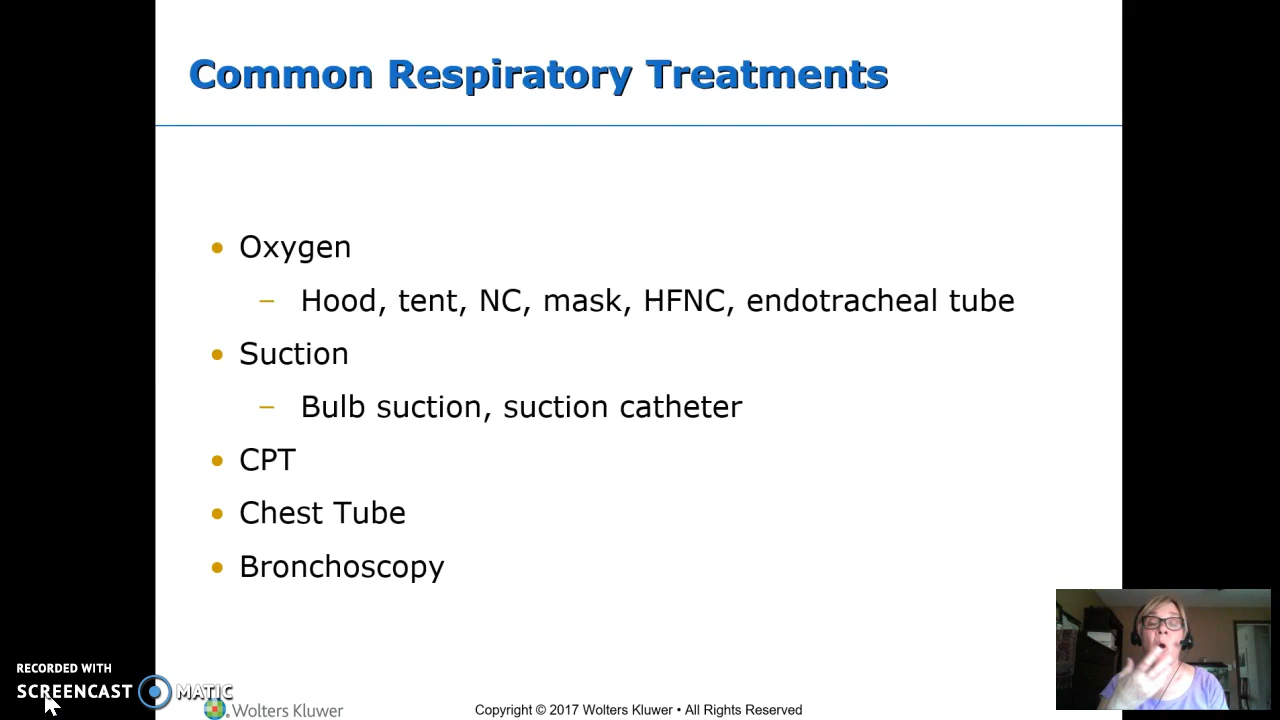 Common Respiratory Treatments
• Oxygen
– Hood, tent, NC, mask, HFNC, endotracheal tube
• Suction
– Bulb suction, suction catheter
• CPT
• Chest Tube
• Bronchoscopy
RECORDED WITH
SCREENCAST MATIC
Wolters Kluwer
Copyright © 2017 Wolters Kluwer • All Rights Reserved